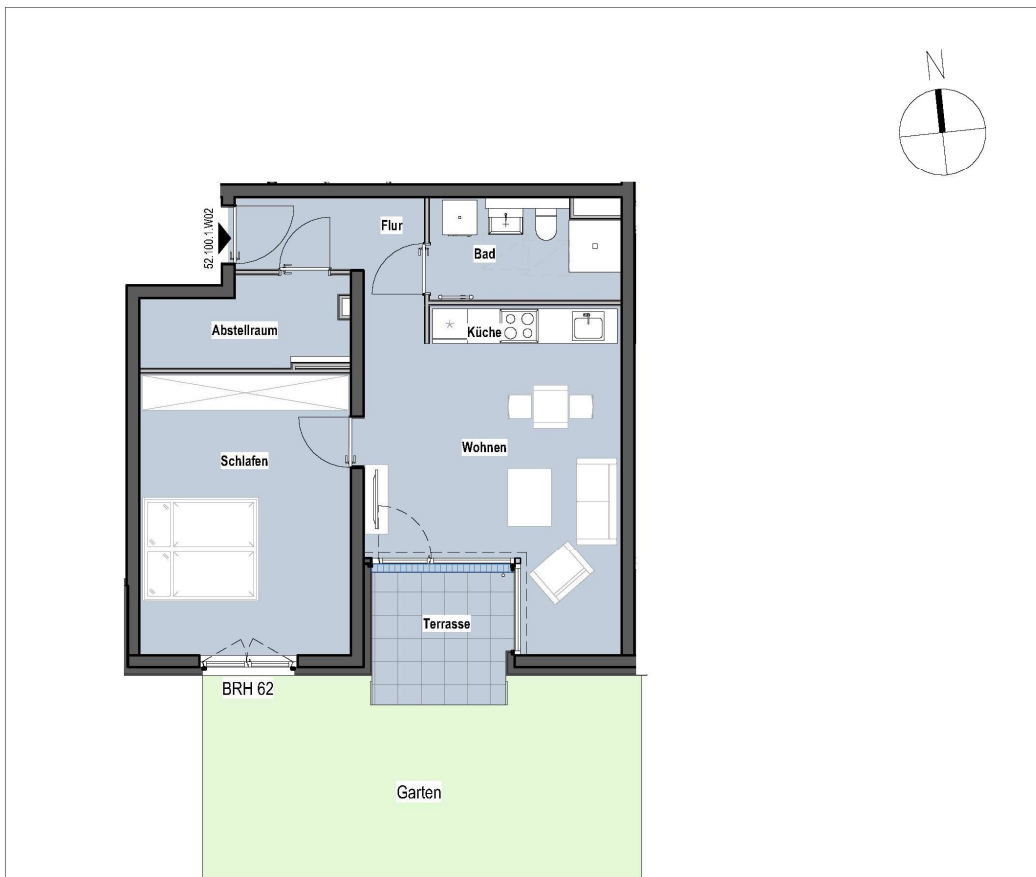 N
52.100.1.W02
Flur
Bad
Abstellraum
Küche
Wohnen
Schlafen
Terrasse
BRH 62
Garten